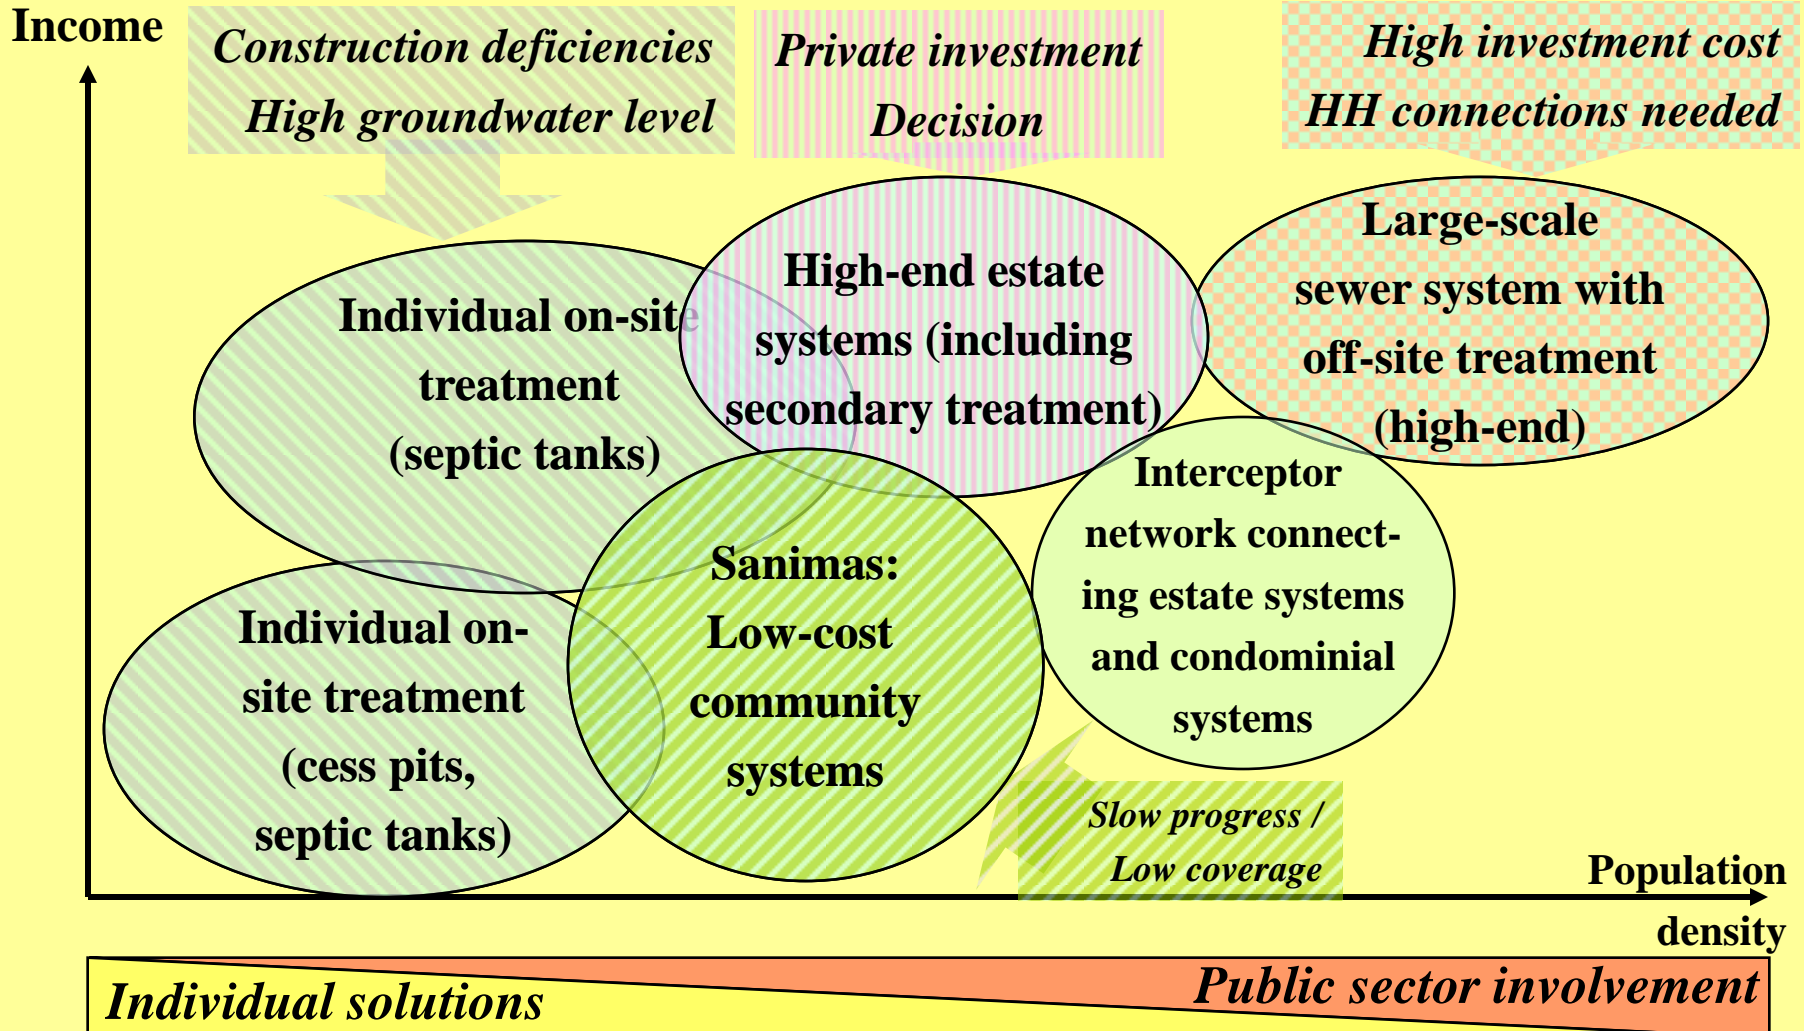 Income
Construction deficiencies
High groundwater level
Private investment
Decision
High investment cost
HH connections needed
Individual on-site
treatment
(septic tanks)
High-end estate
systems (including
secondary treatment)
Large-scale
sewer system with
off-site treatment
(high-end)
Individual on-
site treatment
(cess pits,
septic tanks)
Sanimas:
Low-cost
community
systems
Interceptor
network connect-
ing estate systems
and condominial
systems
Slow progress /
Low coverage
Population
density
Individual solutions
Public sector involvement